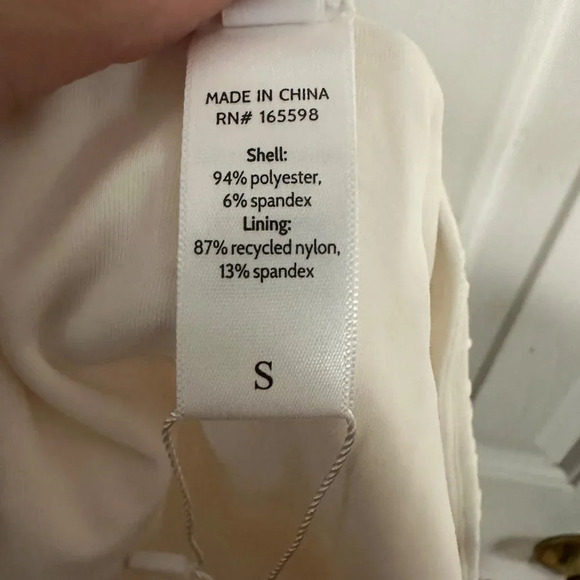 MADE IN CHINA
RN# 165598
Shell:
94% polyester,
6% spandex
Lining:
87% recycled nylon,
13% spandex
S